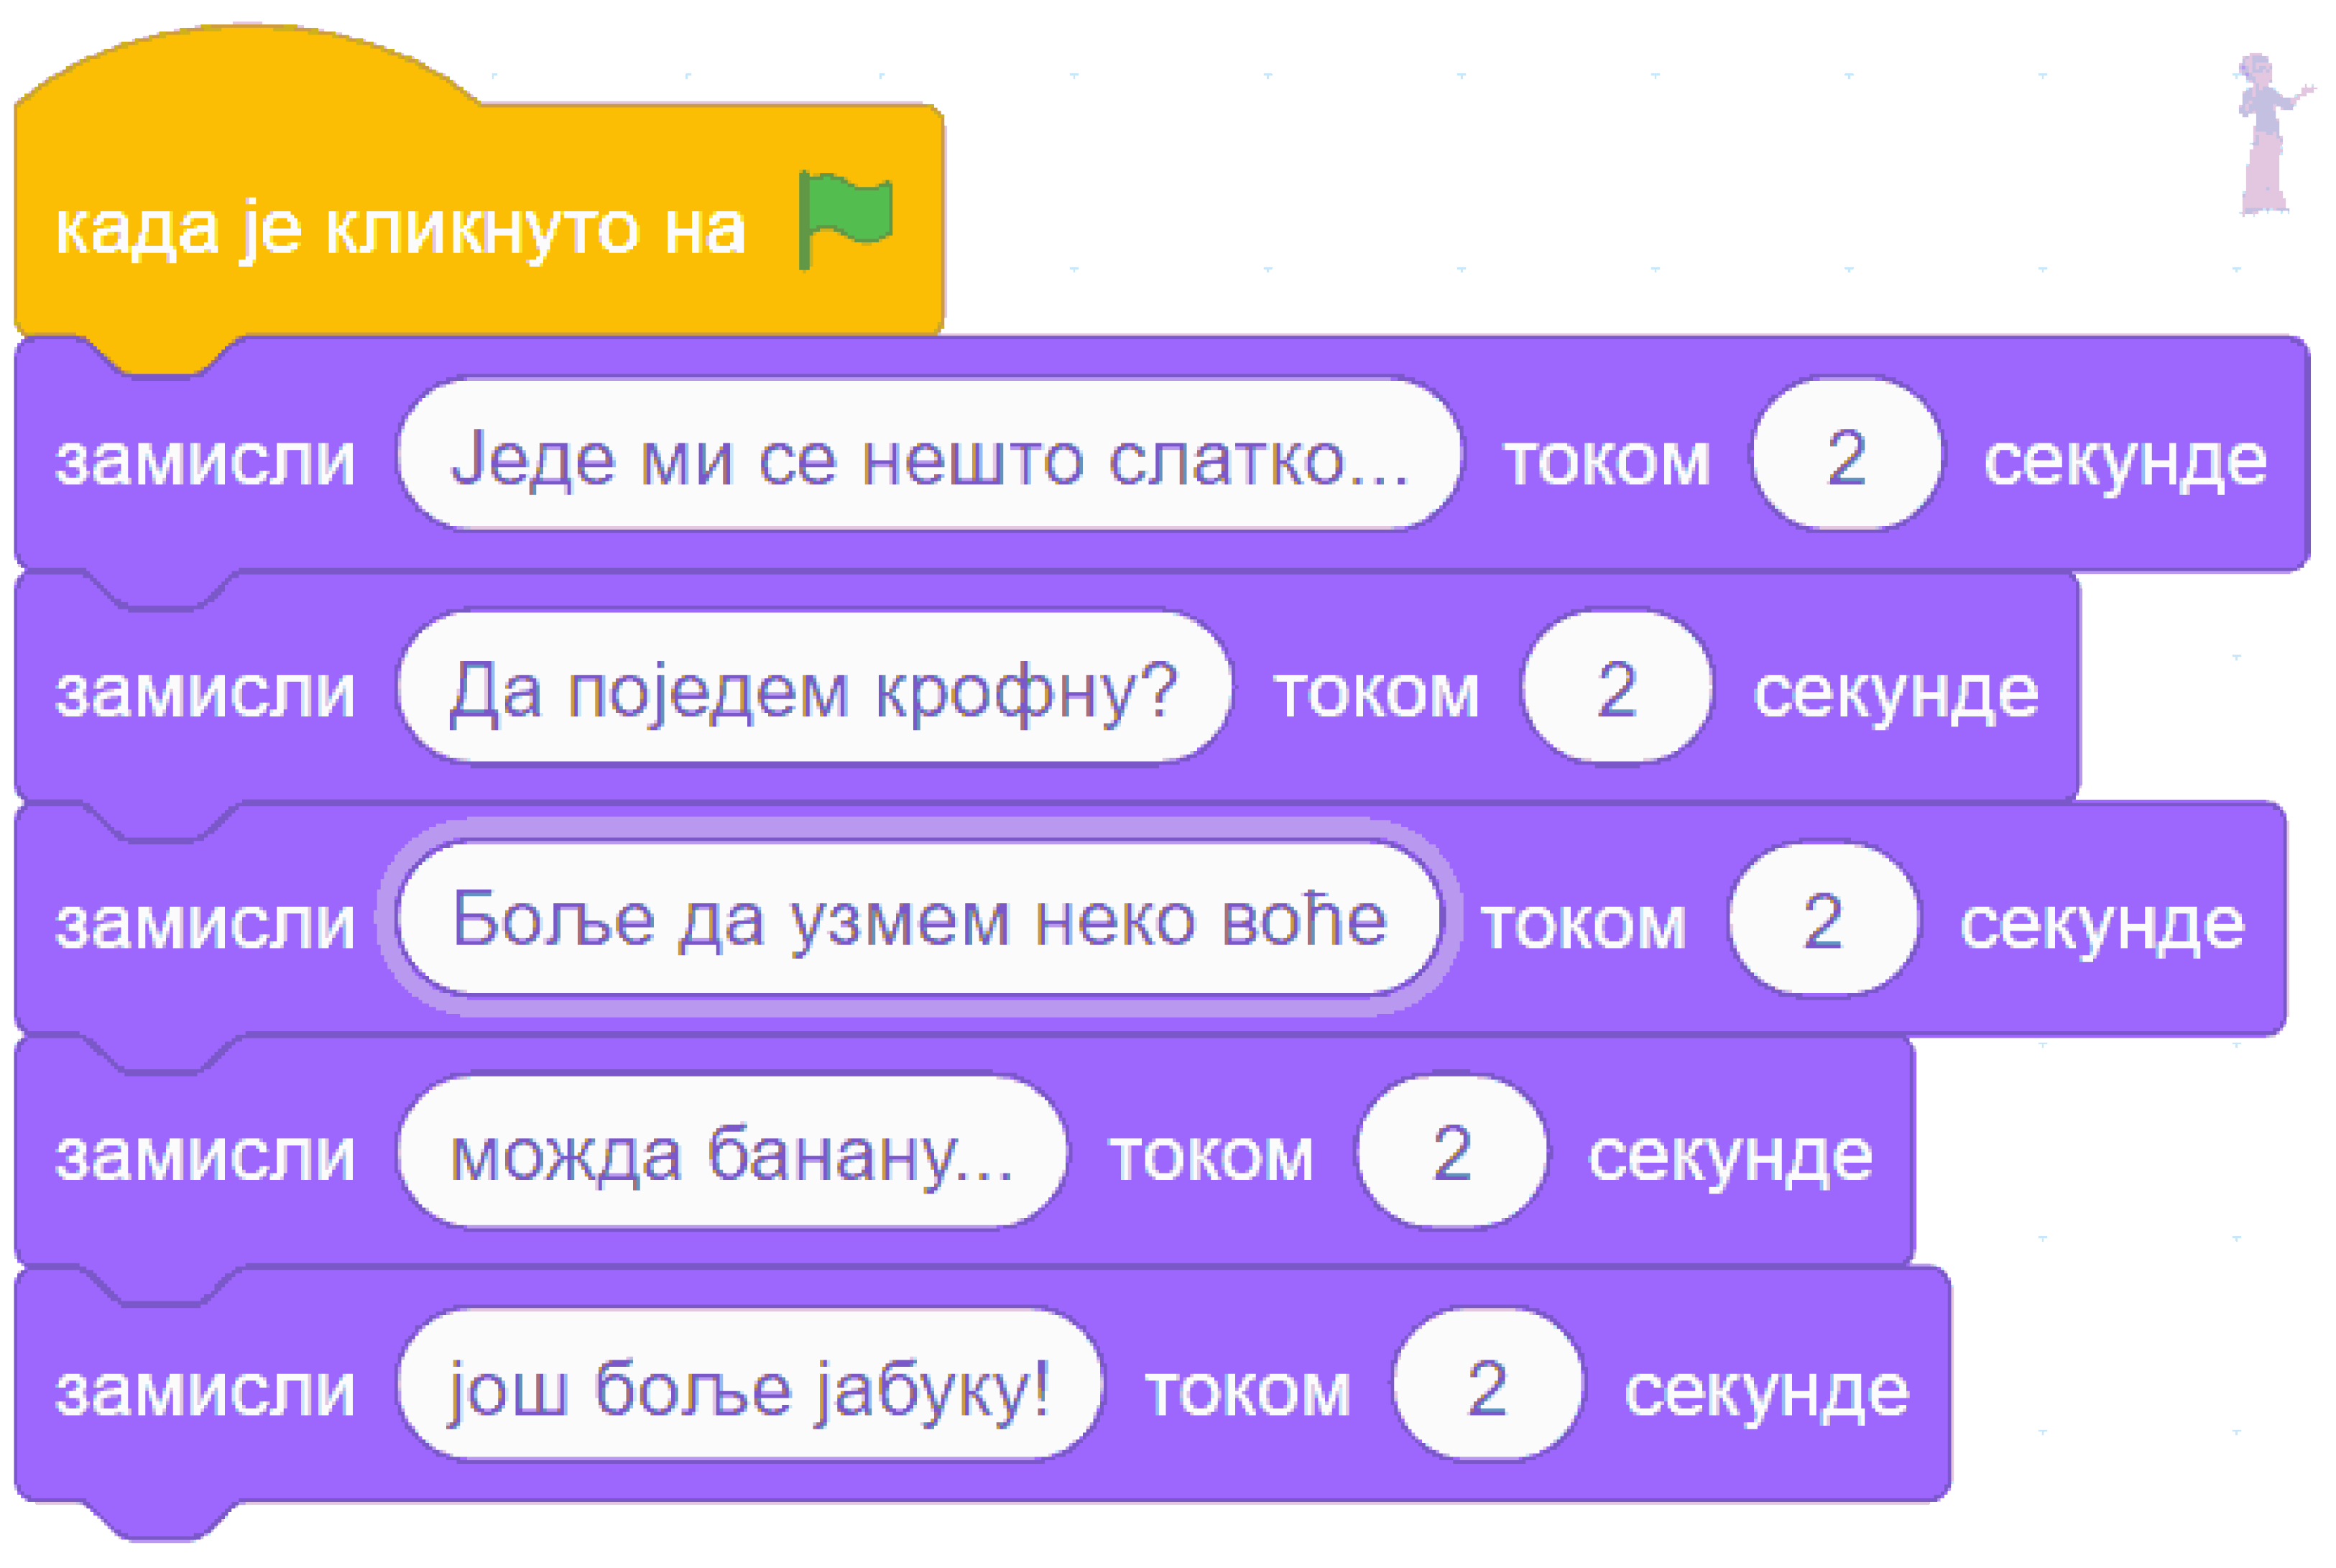 када је кликнуто на
замисли Једе ми се нешто слатко... током 2 секунде
замисли Да поједем крофну? током 2 секунде
замисли Боље да узмем неко воће током 2 секунде
замисли можда банану... током 2 секунде
замисли још боље јабуку! током 2 секунде